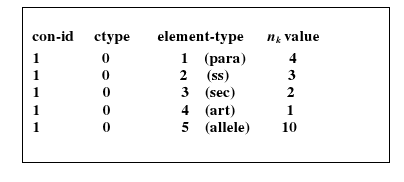 con-id ctype element-type nk value
1 0 1 (para) 4
1 0 2 (ss) 3
1 0 3 (sec) 2
1 0 4 (art) 1
1 0 5 (allele) 10